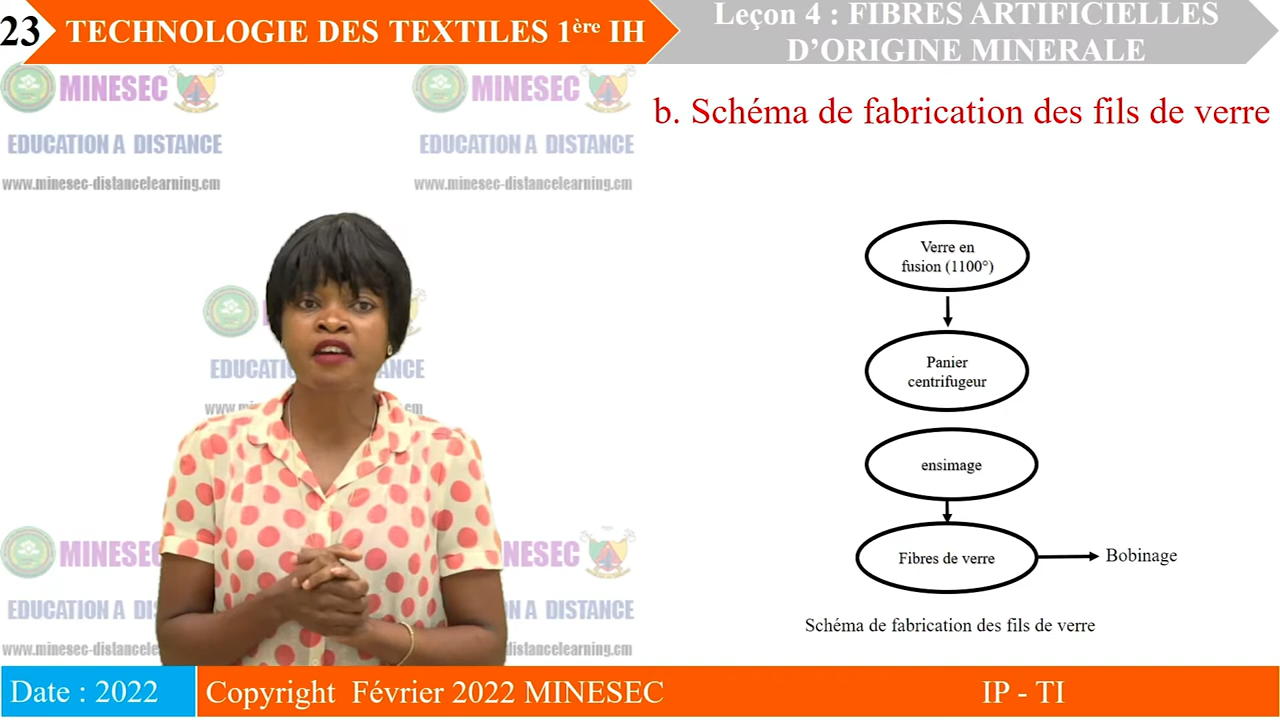 23
TECHNOLOGIE DES TEXTILES 1ère IH
Leçon 4 : FIBRES ARTIFICIELLES
D’ORIGINE MINERALE
MINESEC
EDUCATION A DISTANCE
www.minesec-distancelearning.cm
MINESEC
EDUCATION A DISTANCE
www.minesec-distancelearning.cm
b. Schéma de fabrication des fils de verre
Verre en
fusion (1100°)
Panier
centrifugeur
ensimage
Fibres de verre
Bobinage
Schéma de fabrication des fils de verre
MINESEC
EDUCATION A DI
www.minesec-distancele
NESEC
N A DISTANCE
distancelearning.cm
Date : 2022
Copyright Février 2022 MINESEC
IP - TI